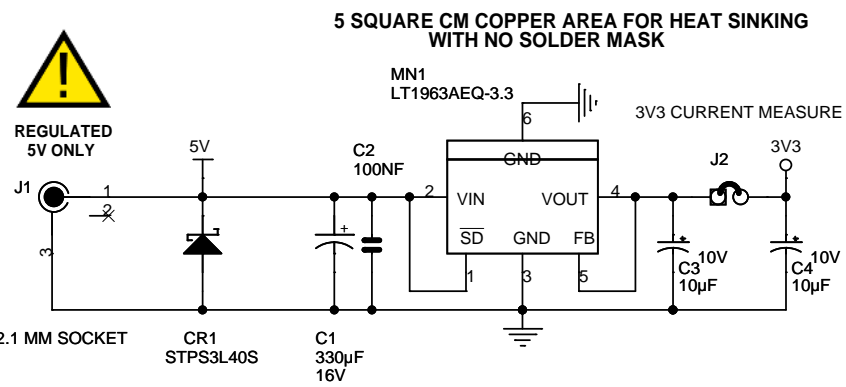 5 SQUARE CM COPPER AREA FOR HEAT SINKING
WITH NO SOLDER MASK
MN1
LT1963AEQ-3.3
REGULATED
5V ONLY
3V3 CURRENT MEASURE
6
5V
C2
100NF
GND
J2
3V3
J1
1
2
2
VIN
VOUT
4
SD
GND
FB
3
1
3
5
C3
10V
10µF
C4
10V
10µF
2.1 MM SOCKET
CR1
STPS3L40S
C1
330µF
16V
+